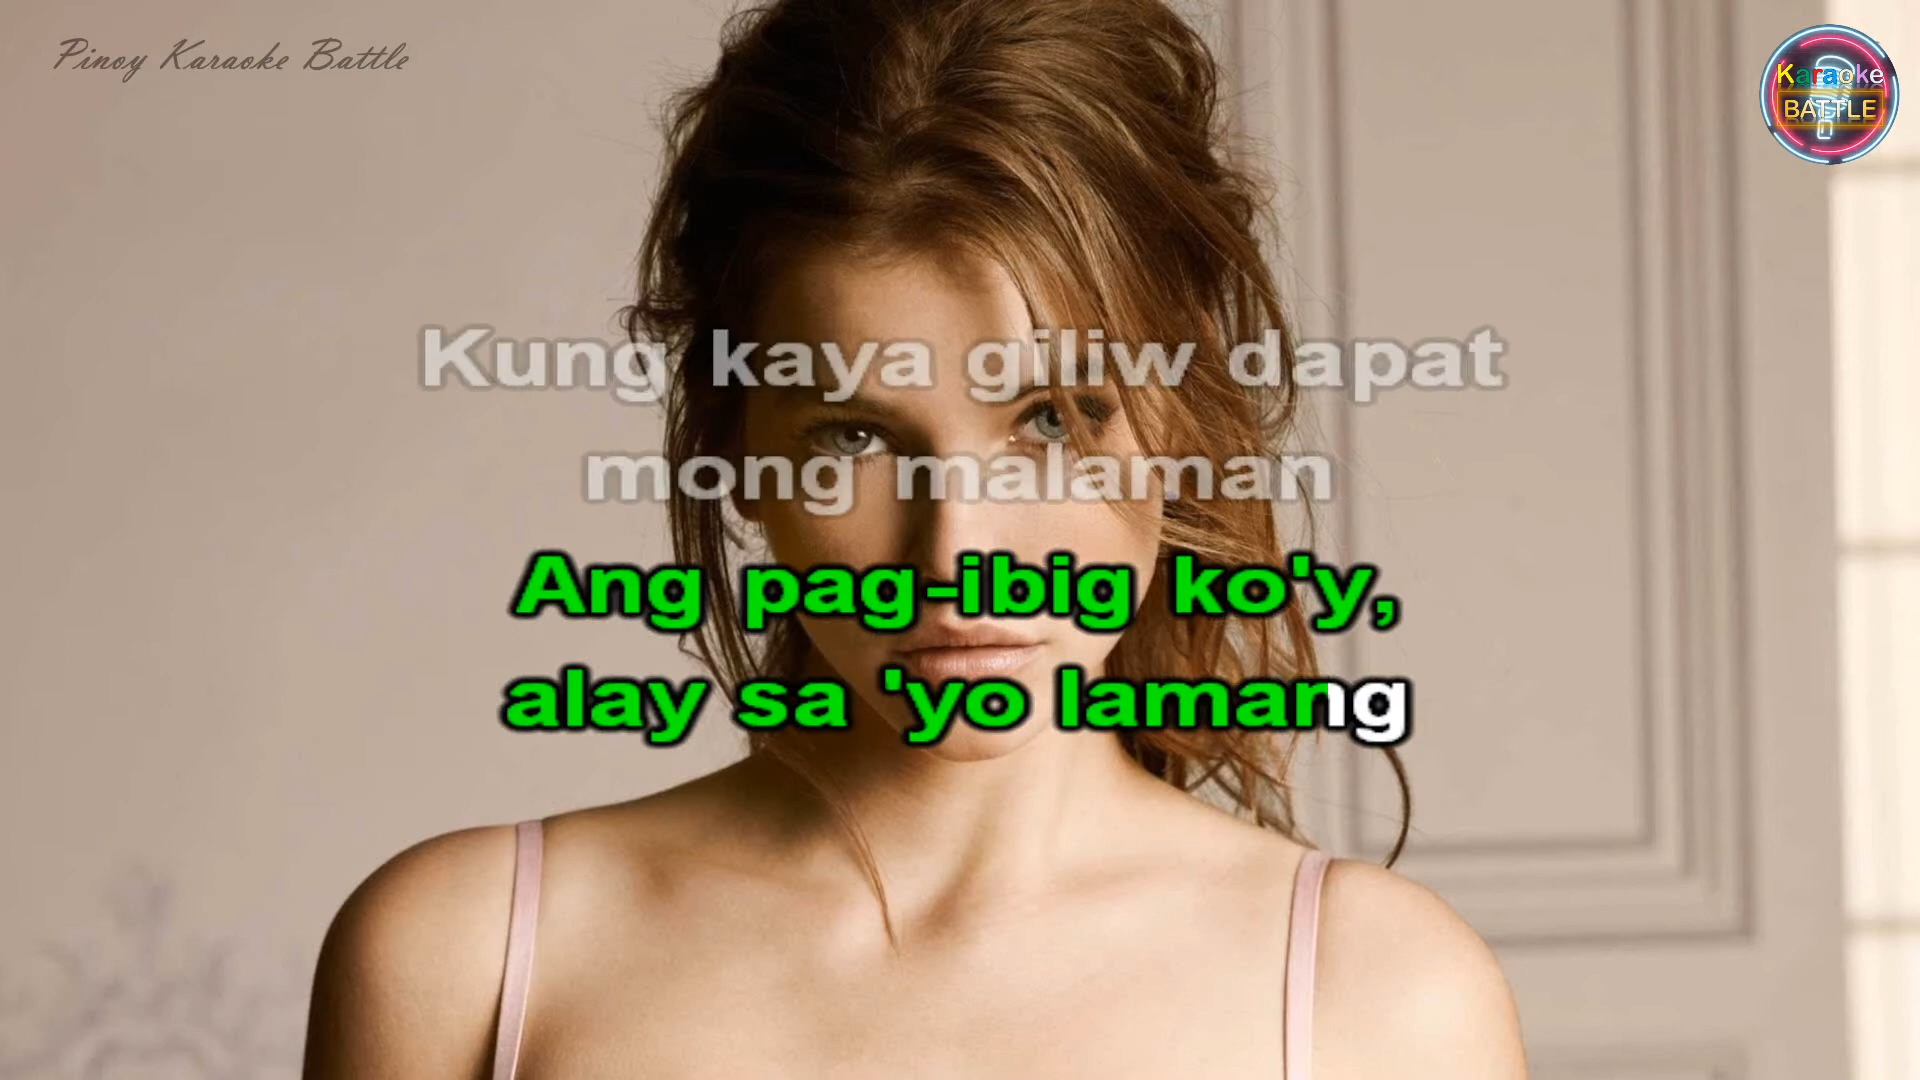 Pinoy Karaoke Battle
Karaoke
BATTLE
Kung kaya giliw dapat
mong malaman
Ang pag-ibig ko'y,
alay sa 'yo lamang